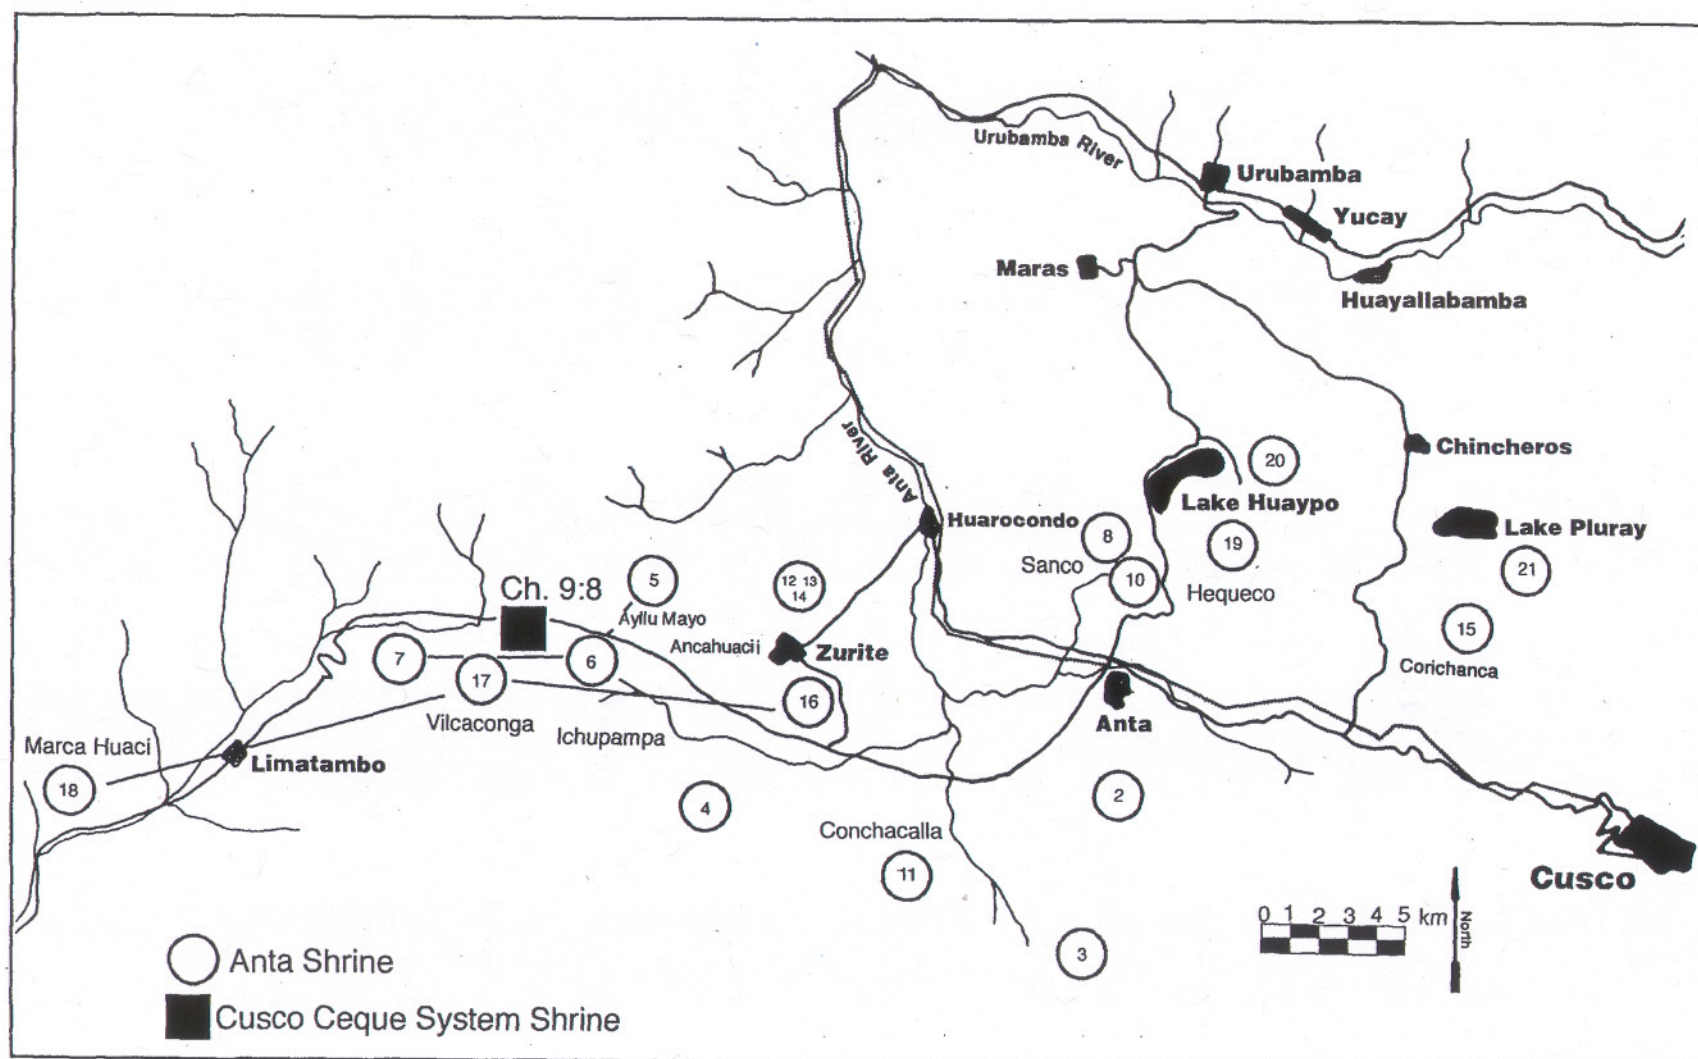 Urubamba River
Urubamba
Yucay
Maras
Huayallabamba
Anta River
Chincheros
20
Lake Huaypo
Huarocondo
Lake Pluray
8
19
Sanco
10
Hequeco
21
Ch. 9:8
5
12 13
14
Ayllu Mayo
Ancahuacii
Zurite
15
Corichanca
7
6
17
16
Vilcaconga
Ichupampa
Anta
Marca Huaci
Limatambo
18
4
2
Conchacalla
11
Cusco
0 1 2 3 4 5 km
North
3
Anta Shrine
Cusco Ceque System Shrine